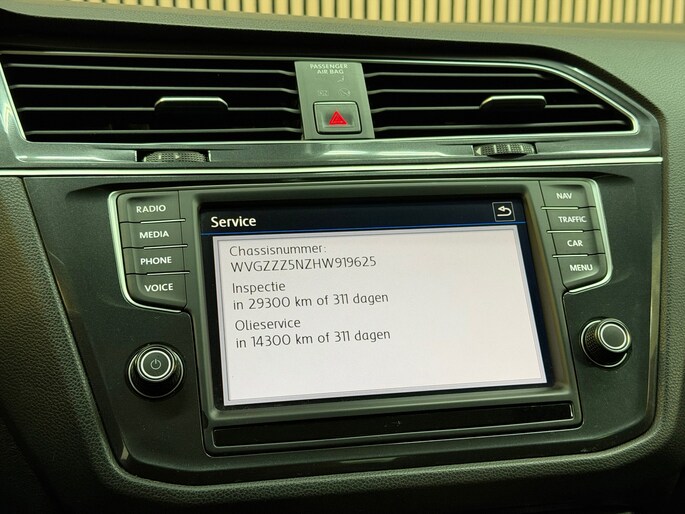 PASSENGER
AIR BAG
RADIO
MEDIA
PHONE
VOICE
Service
Chassisnummer:
WVGZZZ5NZHW919625
Inspectie
in 29300 km of 311 dagen
Olieservice
in 14300 km of 311 dagen
NAV
TRAFFIC
CAR
MENU